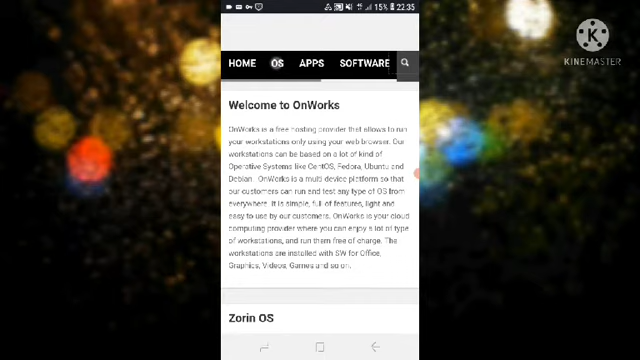 15% 22:35
KINEMASTER
HOME OS APPS SOFTWARE
Welcome to OnWorks
OnWorks is a free hosting provider that allows to run
your workstations only using your web browser. Our
workstations can be based on a lot of kind of
Operative Systems like CentOS, Fedora, Ubuntu and
Debian. OnWorks is a multi device platform so that
our customers can run and test any type of OS from
everywhere. It is simple, full of features, light and
easy to use by our customers. OnWorks is your cloud
computing provider where you can enjoy a lot of type
of workstations, and run them free of charge. The
workstations are installed with SW for Office,
Graphics, Videos, Games and so on.
Zorin OS